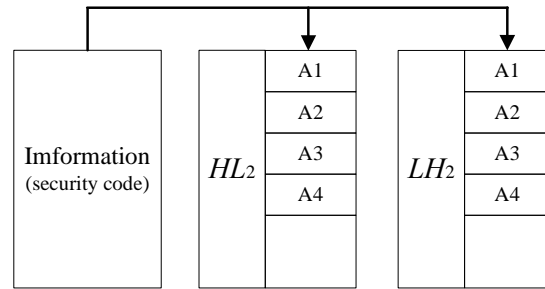 Imformation
(security code)
HL2
A1
A2
A3
A4
LH2
A1
A2
A3
A4